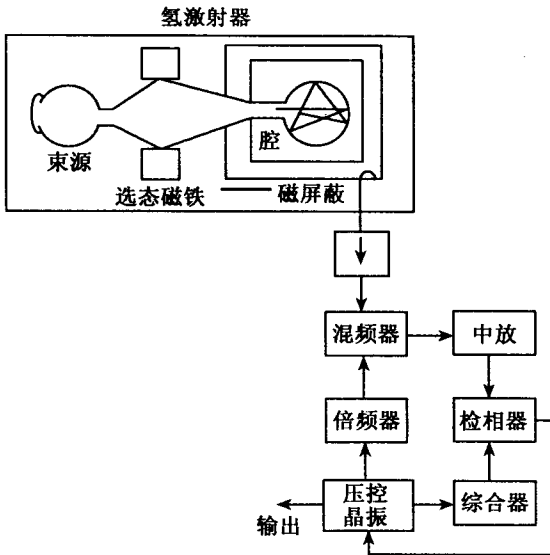 氢激射器
腔
束源
选态磁铁
磁屏蔽
混频器
中放
倍频器
检相器
压控
晶振
综合器
输出